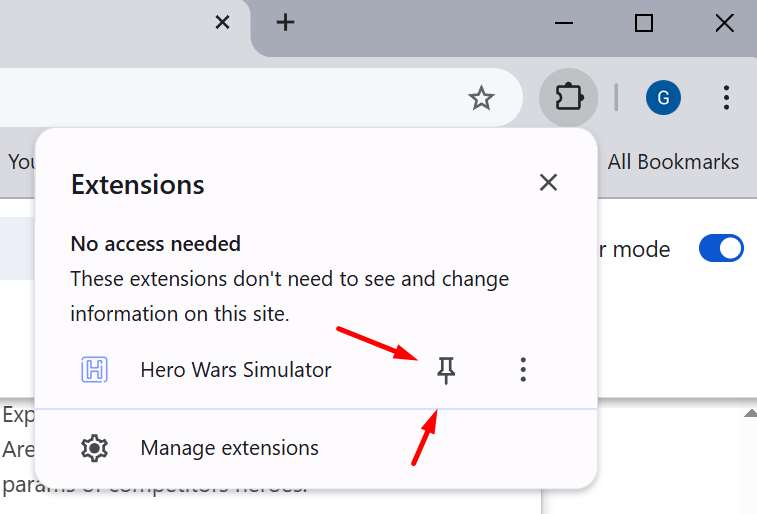 G
You
All Bookmarks
Extensions
No access needed
These extensions don't need to see and change
information on this site.
r mode
Hero Wars Simulator
Exp
Manage extensions
Are
params of competitors heroes.